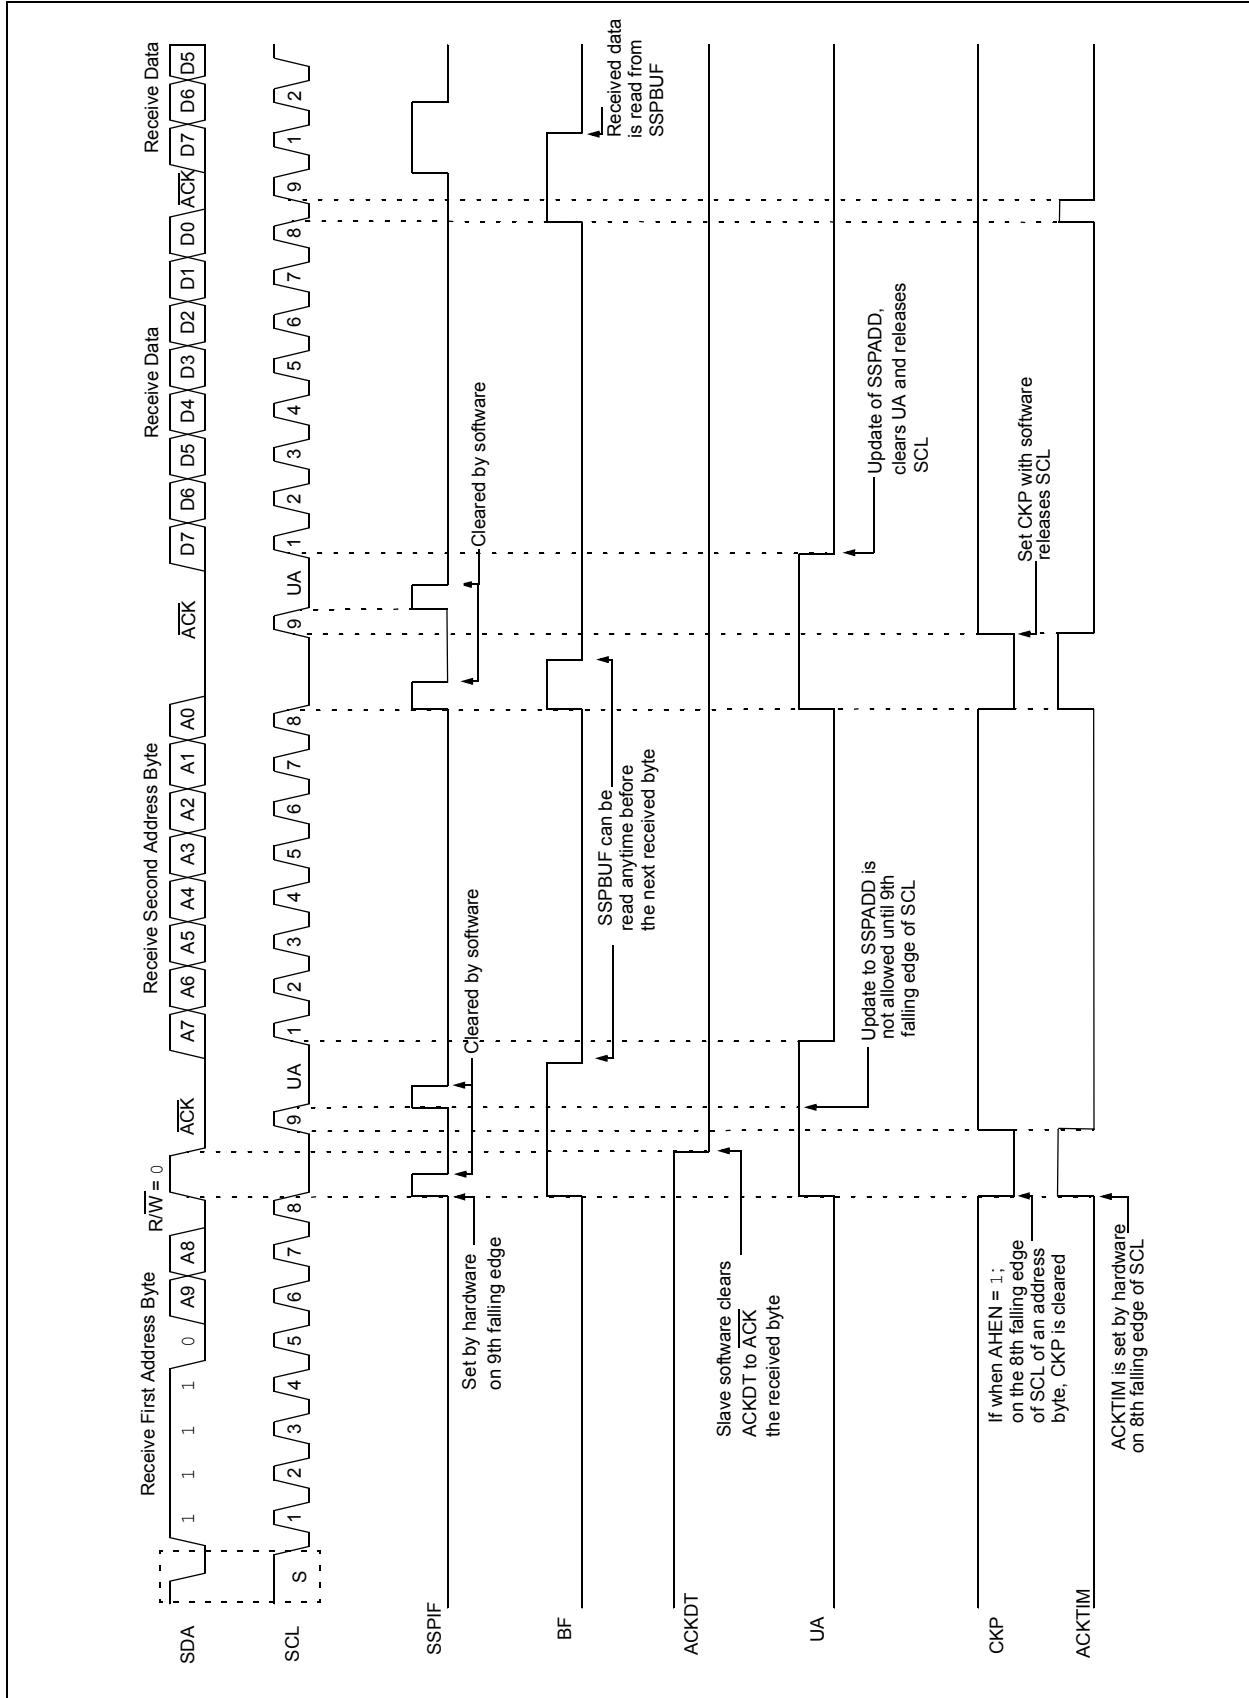 Receive First Address Byte
R/W = 0
Receive Second Address Byte
Receive Data
Receive Data
SDA
1 1 1 1 0 A9 A8 ACK A7 A6 A5 A4 A3 A2 A1 A0 ACK D7 D6 D5 D4 D3 D2 D1 D0 ACK D7 D6 D5
SCL
S 1 2 3 4 5 6 7 8 9 UA 1 2 3 4 5 6 7 8 9 UA 1 2 3 4 5 6 7 8 9 1 2
SSPIF
Set by hardware
on 9th falling edge
Cleared by software
Cleared by software
BF
SSPBUF can be
read anytime before
the next received byte
Received data
is read from
SSPBUF
ACKDT
Slave software clears
ACKDT to ACK
the received byte
UA
Update to SSPADD is
not allowed until 9th
falling edge of SCL
Update of SSPADD,
clears UA and releases
SCL
CKP
If when AHEN = 1;
on the 8th falling edge
of SCL of an address
byte, CKP is cleared
Set CKP with software
releases SCL
ACKTIM
ACKTIM is set by hardware
on 8th falling edge of SCL